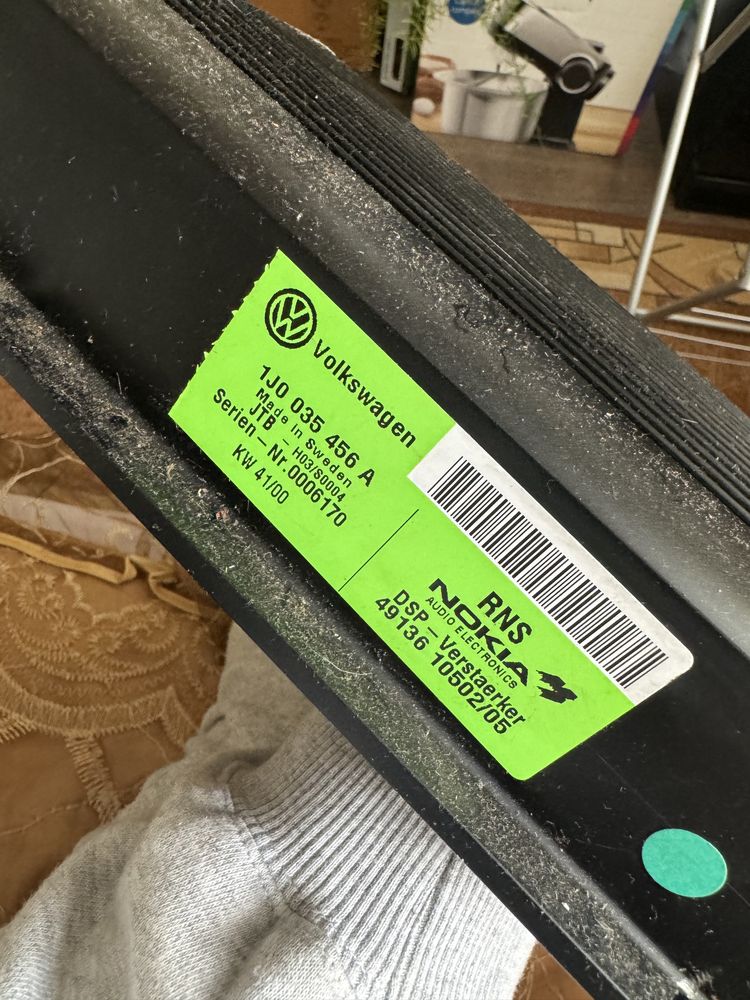 Volkswagen
1J0 035 456 A
Made in Sweden
JTB - H03/S0004
Serien - Nr.0006170
KW 41/00
RNS
NOKIA
AUDIO ELECTRONICS
DSP - Verstaerker
49136 10502/05